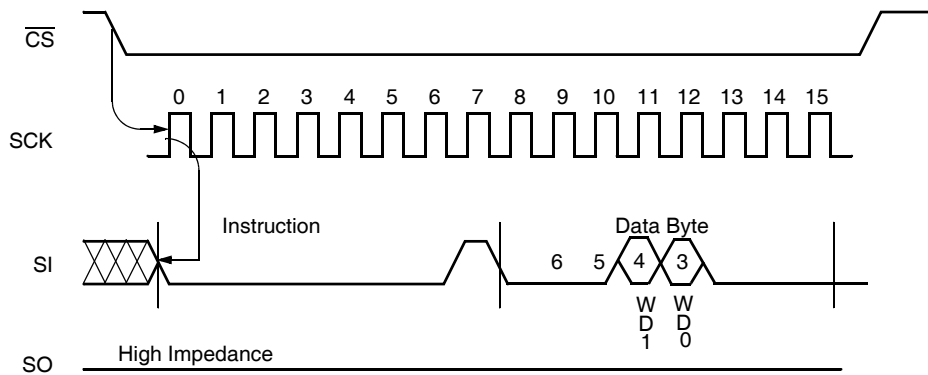 CS
0 1 2 3 4 5 6 7 8 9 10 11 12 13 14 15
SCK
Instruction
Data Byte
SI
6 5 4 3
W W
D D
1 0
High Impedance
SO